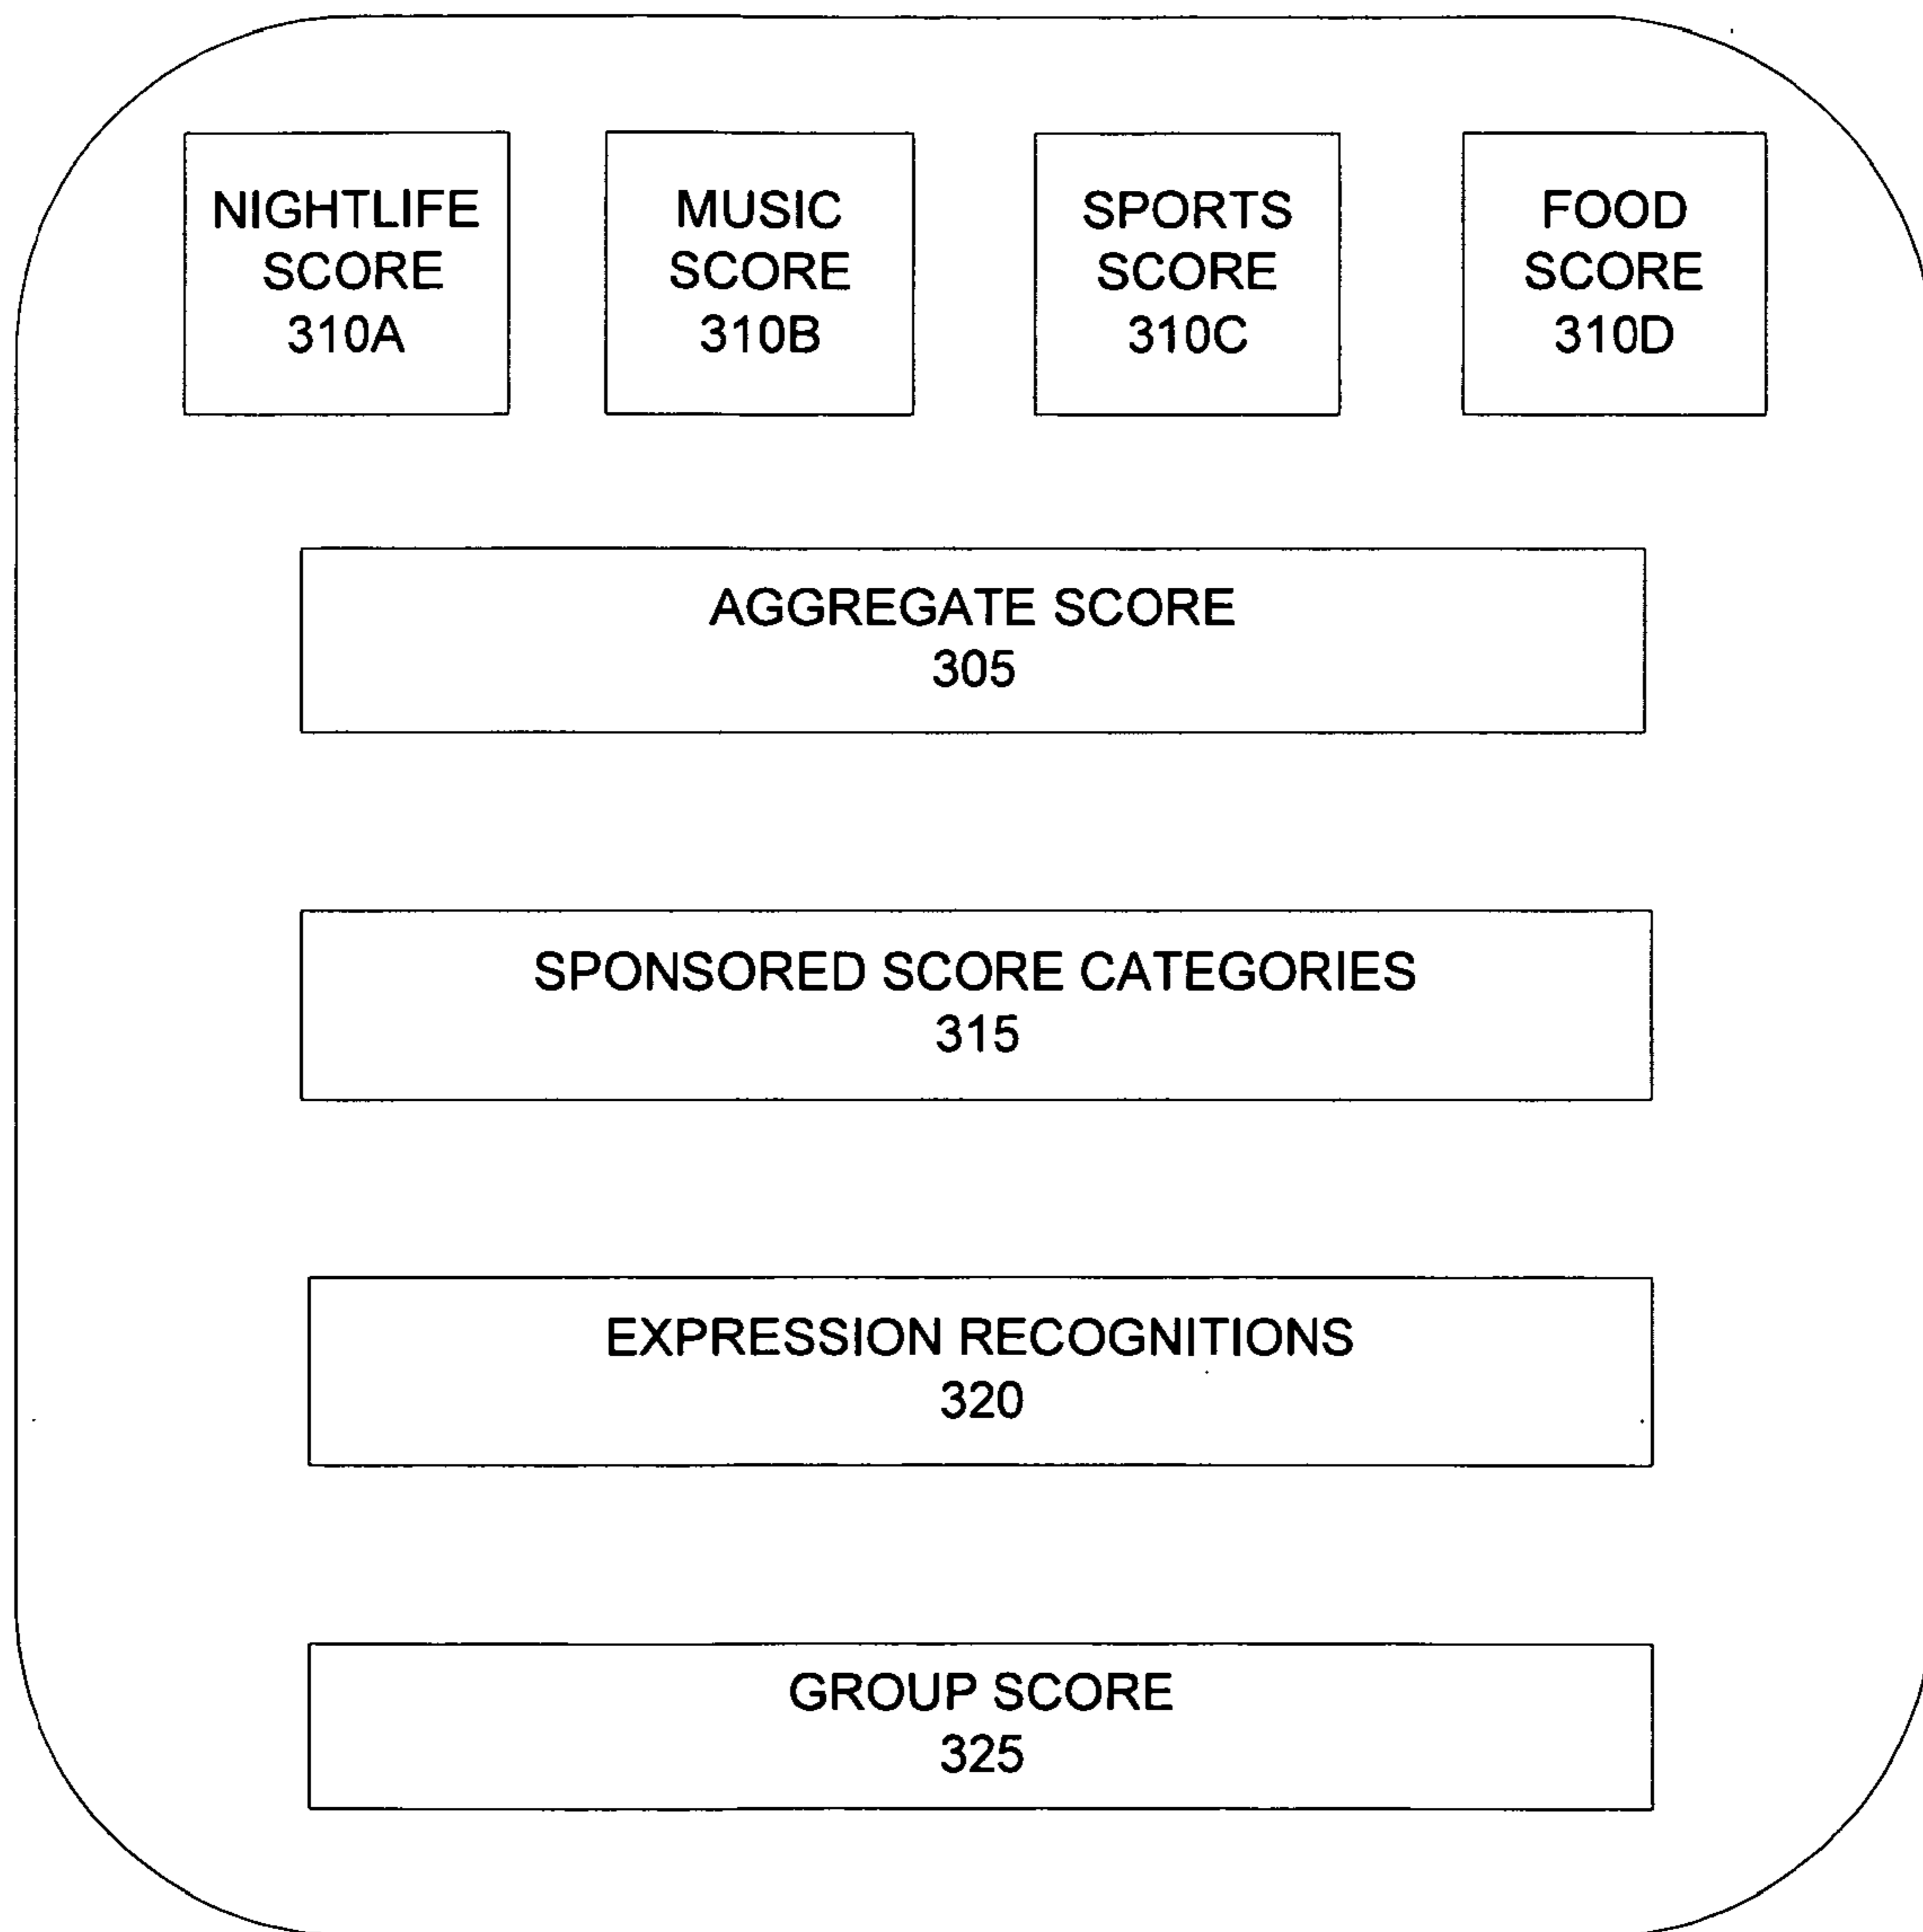 NIGHTLIFE
SCORE
310A
MUSIC
SCORE
310B
SPORTS
SCORE
310C
FOOD
SCORE
310D
AGGREGATE SCORE
305
SPONSORED SCORE CATEGORIES
315
EXPRESSION RECOGNITIONS
320
GROUP SCORE
325